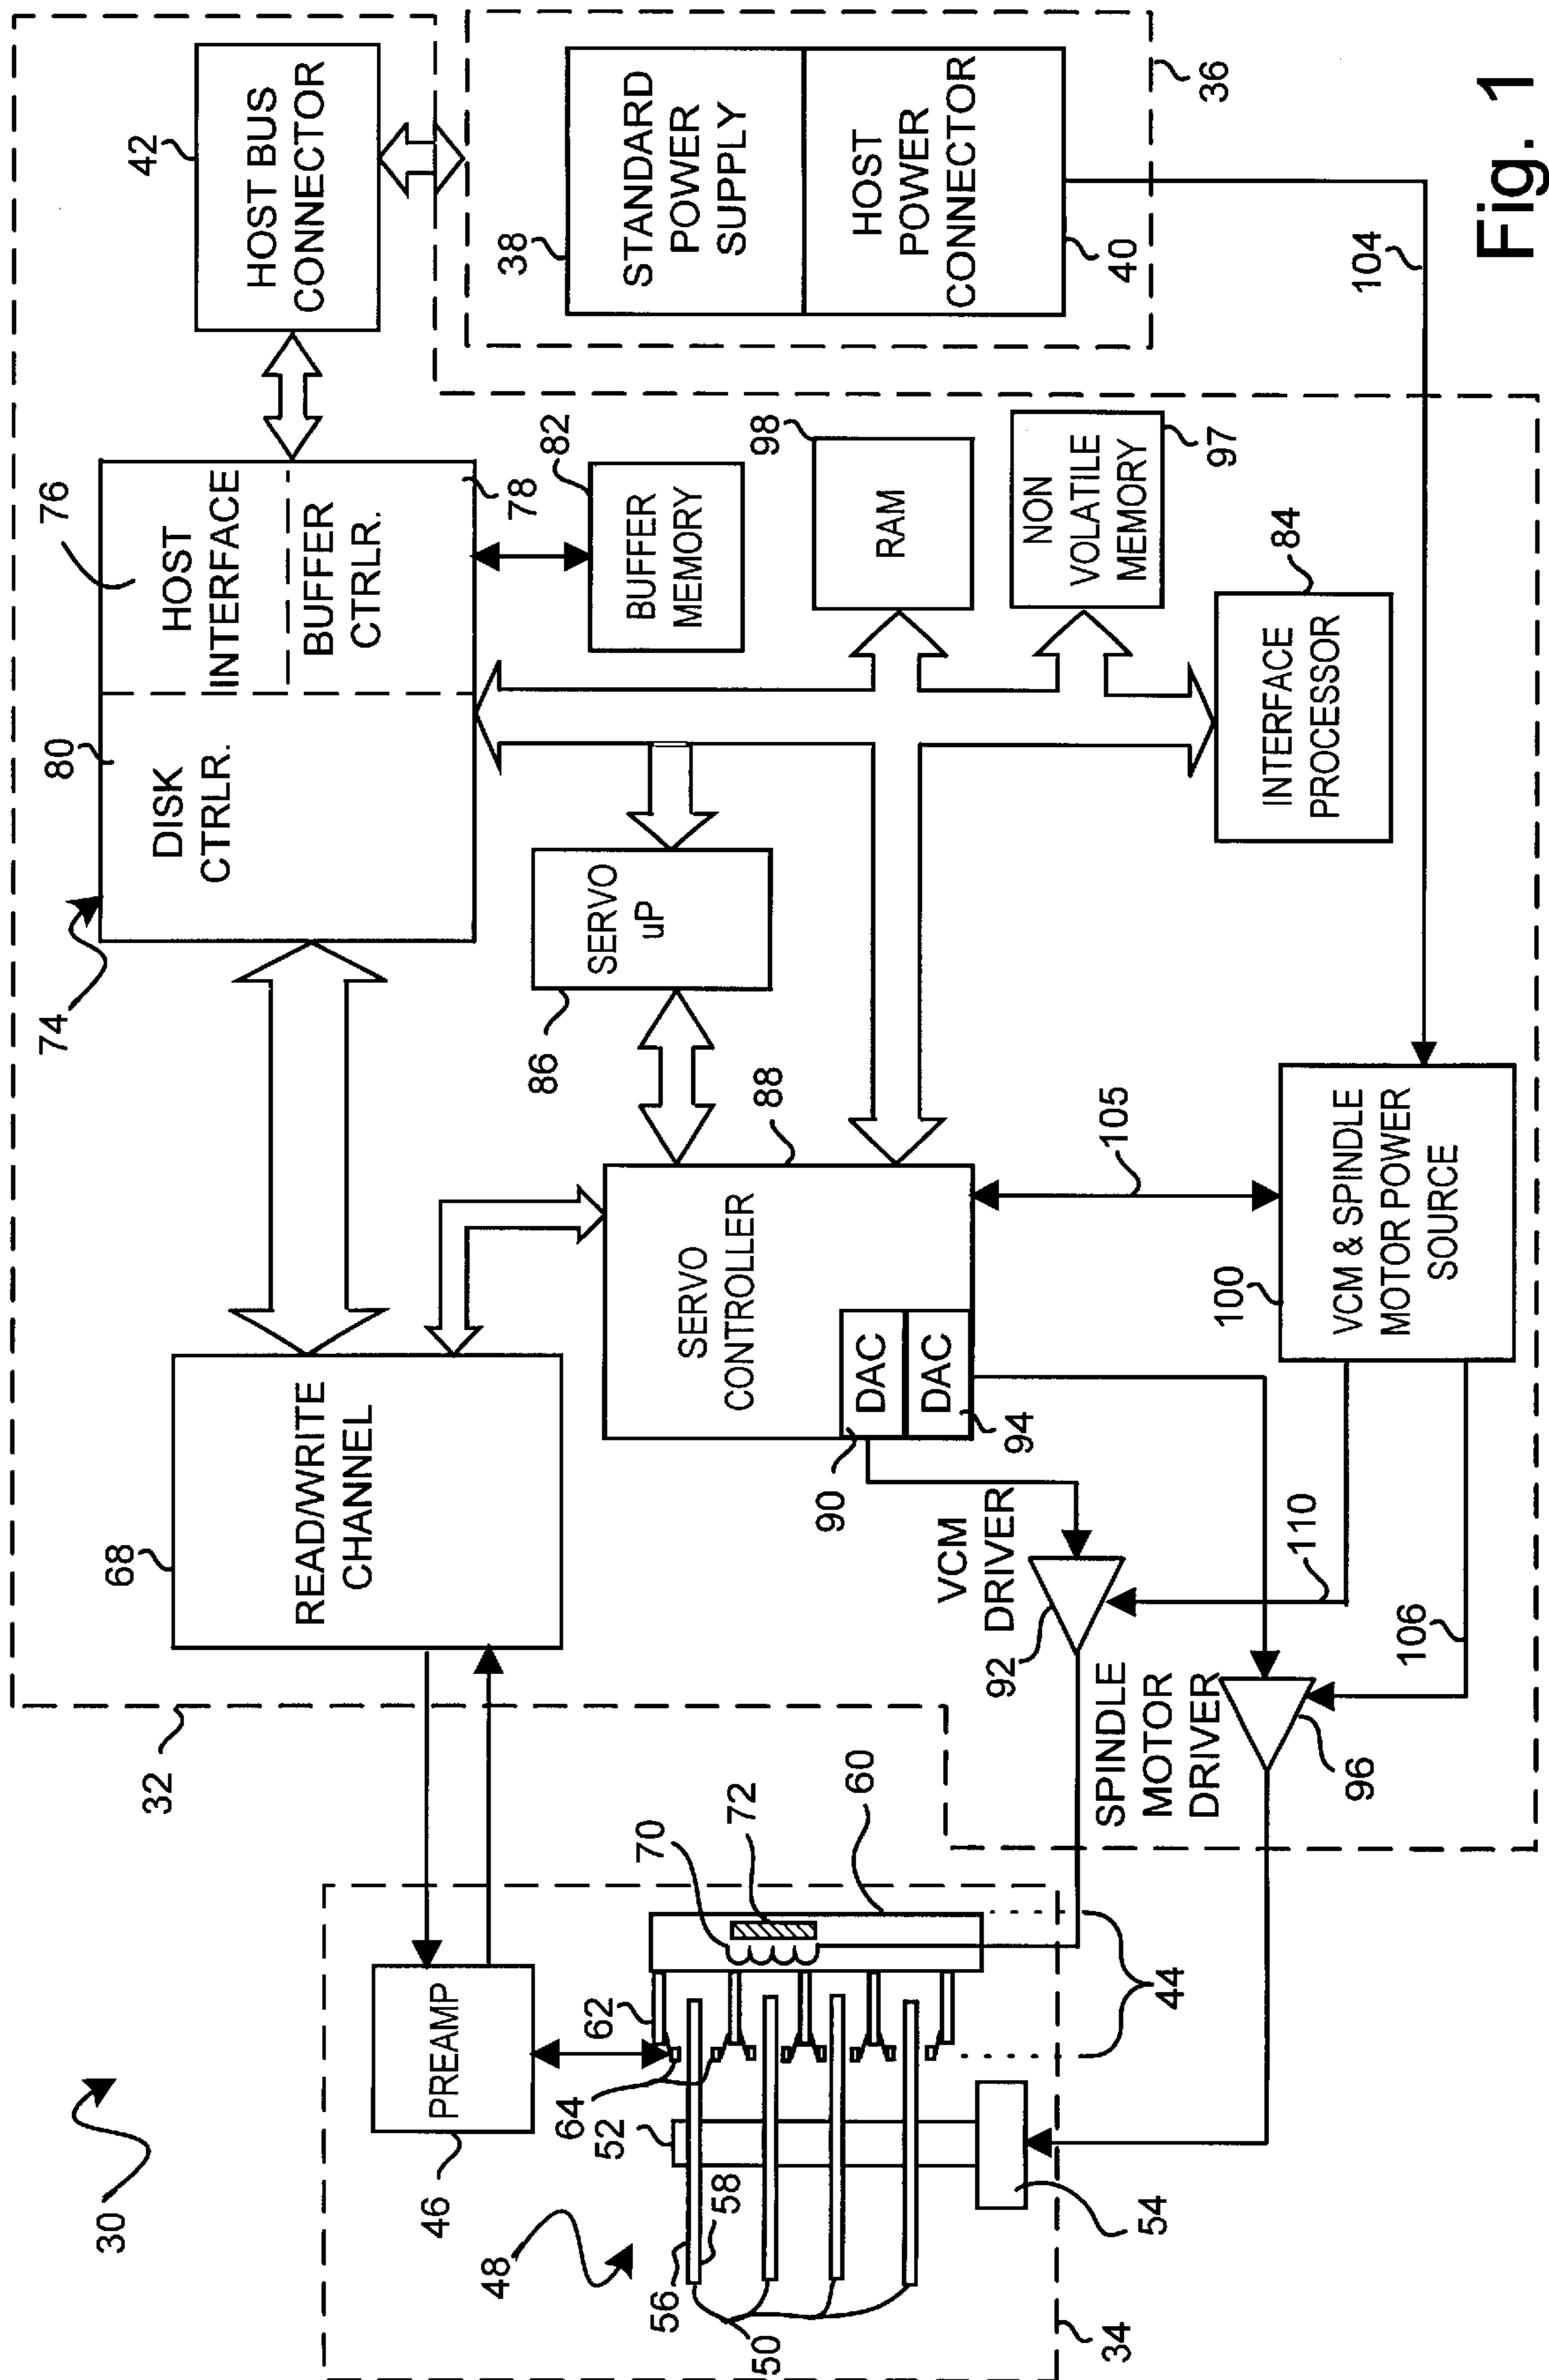 30
32
34
PREAMP
46
48
50
56
58
52
64
62
54
44
60
70
72
68
READ/WRITE
CHANNEL
74
80
DISK
CTRLR.
76
HOST
INTERFACE
BUFFER
CTRLR.
78
42
HOST BUS
CONNECTOR
82
BUFFER
MEMORY
86
SERVO
uP
88
SERVO
CONTROLLER
DAC
DAC
90
94
98
RAM
NON
VOLATILE
MEMORY
97
84
INTERFACE
PROCESSOR
38
STANDARD
POWER
SUPPLY
HOST
POWER
CONNECTOR
40
36
104
105
100
VCM & SPINDLE
MOTOR POWER
SOURCE
VCM
DRIVER
92
SPINDLE
MOTOR
DRIVER
96
110
106
Fig. 1